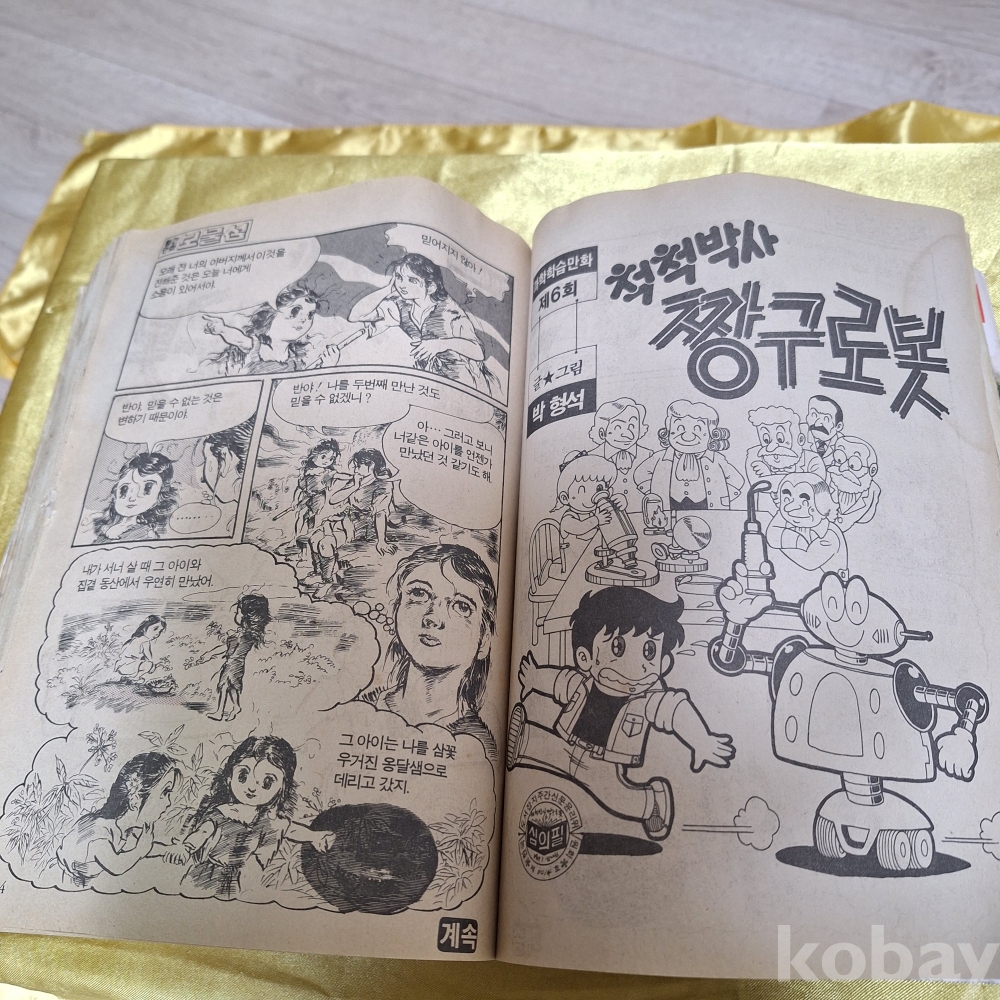 오래 전 너의 아버지께서 이것을
전해준 것은 오늘 너에게
소용이 있어서야.
믿어지지 않아!
반야, 믿을 수 없는 것은
변하기 때문이야.
........
반야! 나를 두번째 만난 것도
믿을 수 없겠니?
아… 그러고 보니
너같은 아이를 언젠가
만났던 것 같기도 해.
내가 서너 살 때 그 아이와
집곁 동산에서 우연히 만났어.
그 아이는 나를 삼꽃
우거진 옹달샘으로
데리고 갔지.
4
계속
척척박사
짱구로봇
과학학습만화
제6회
글★그림
박 형석
심의필
kobay